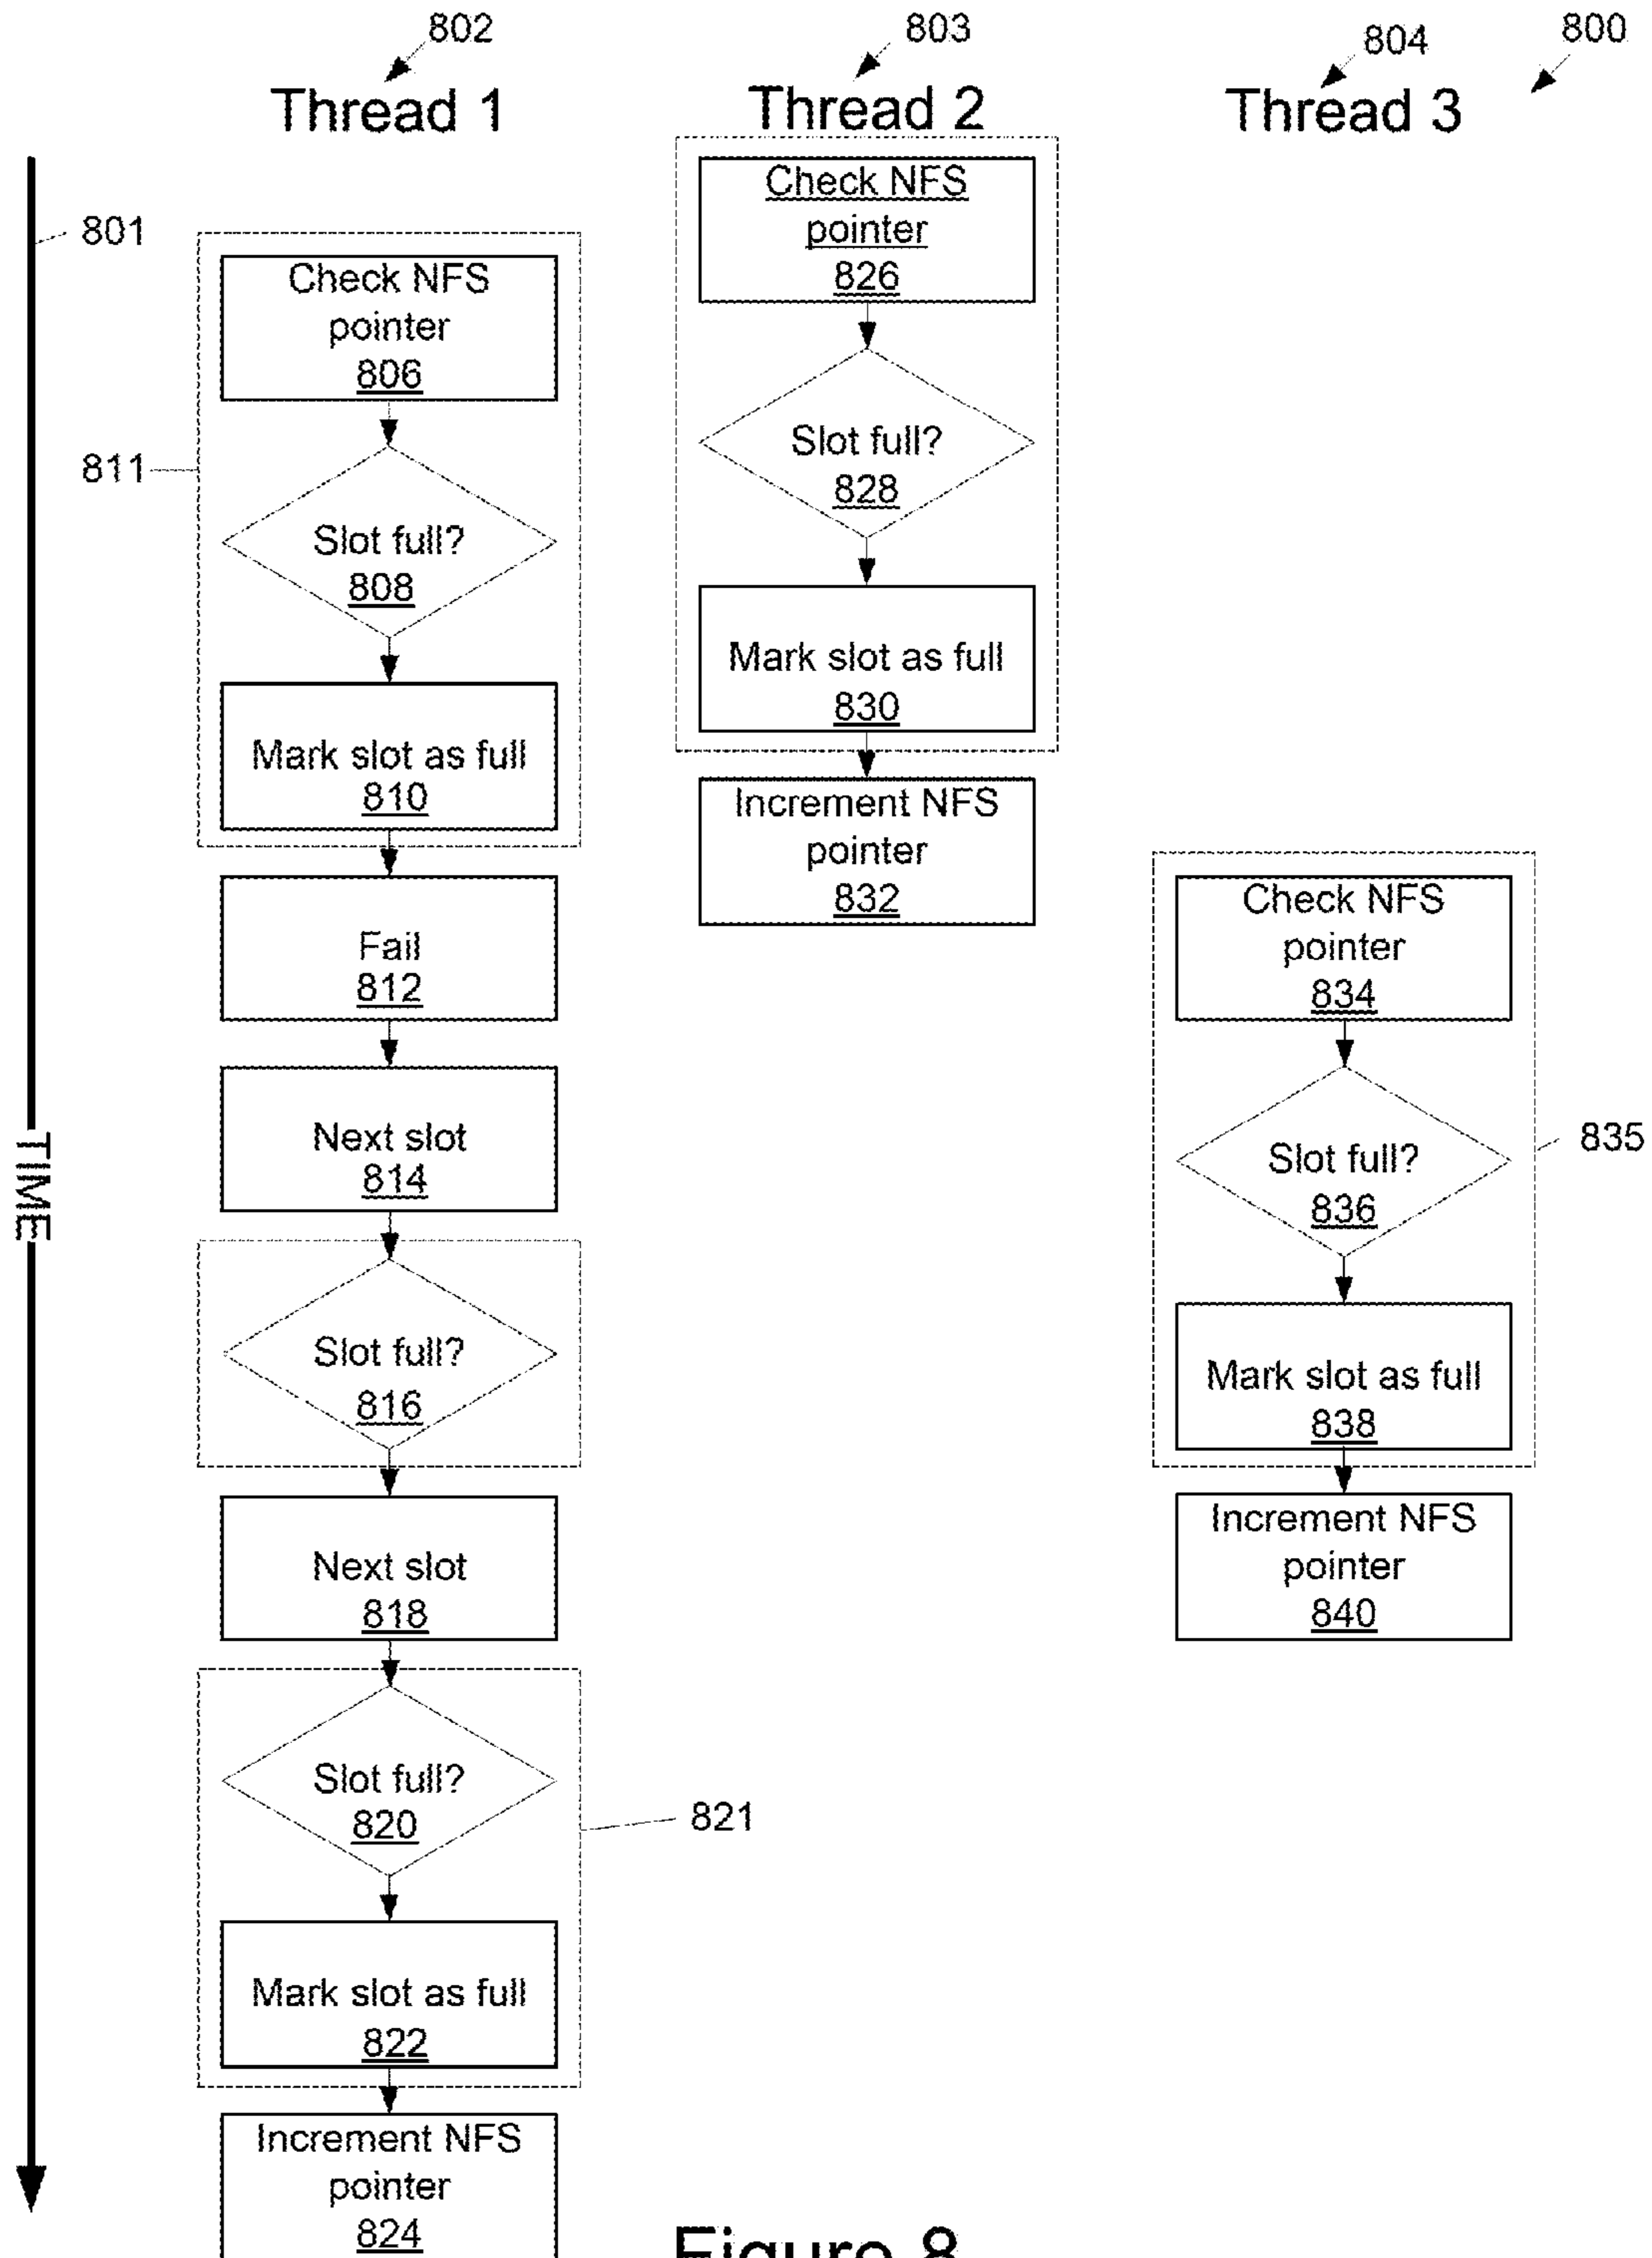 802
803
804
800
Thread 1
Thread 2
Thread 3
801
TIME
811
Check NFS
pointer
806
Slot full?
808
Mark slot as full
810
Fail
812
Next slot
814
Slot full?
816
Next slot
818
Slot full?
820
821
Mark slot as full
822
Increment NFS
pointer
824
Check NFS
pointer
826
Slot full?
828
Mark slot as full
830
Increment NFS
pointer
832
Check NFS
pointer
834
835
Slot full?
836
Mark slot as full
838
Increment NFS
pointer
840
Figure 8